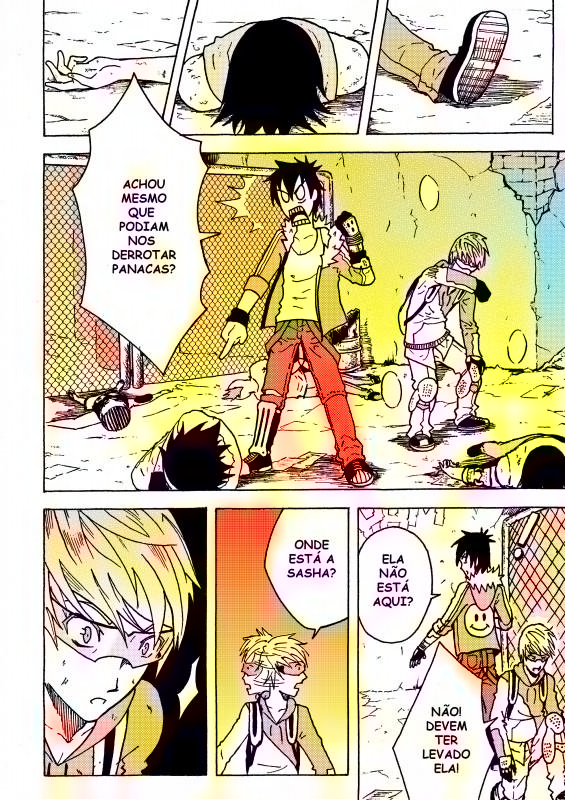 ACHOU
MESMO
QUE
PODIAM
NOS
DERROTAR
PANACAS?
ONDE
ESTÁ A
SASHA?
ELA
NÃO
ESTÁ
AQUI?
NÃO!
DEVEM
TER
LEVADO
ELA!